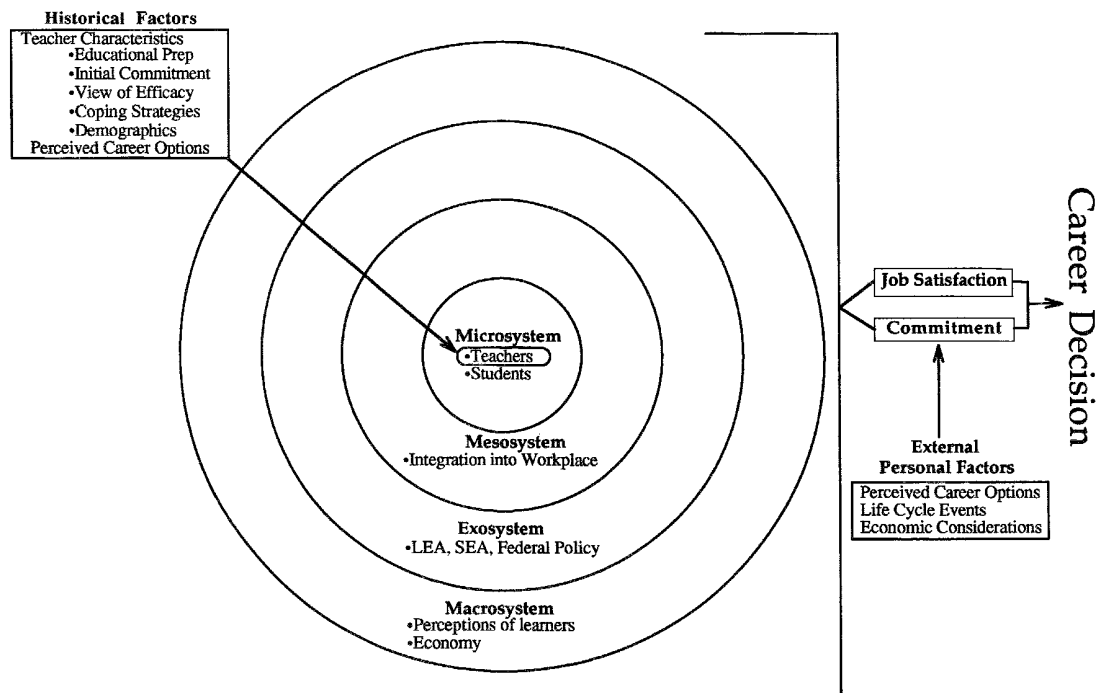 Historical Factors
Teacher Characteristics
•Educational Prep
•Initial Commitment
•View of Efficacy
•Coping Strategies
•Demographics
Perceived Career Options
Microsystem
•Teachers
•Students
Mesosystem
•Integration into Workplace
Exosystem
•LEA, SEA, Federal Policy
Macrosystem
•Perceptions of learners
•Economy
Job Satisfaction
Commitment
External
Personal Factors
Perceived Career Options
Life Cycle Events
Economic Considerations
Career Decision